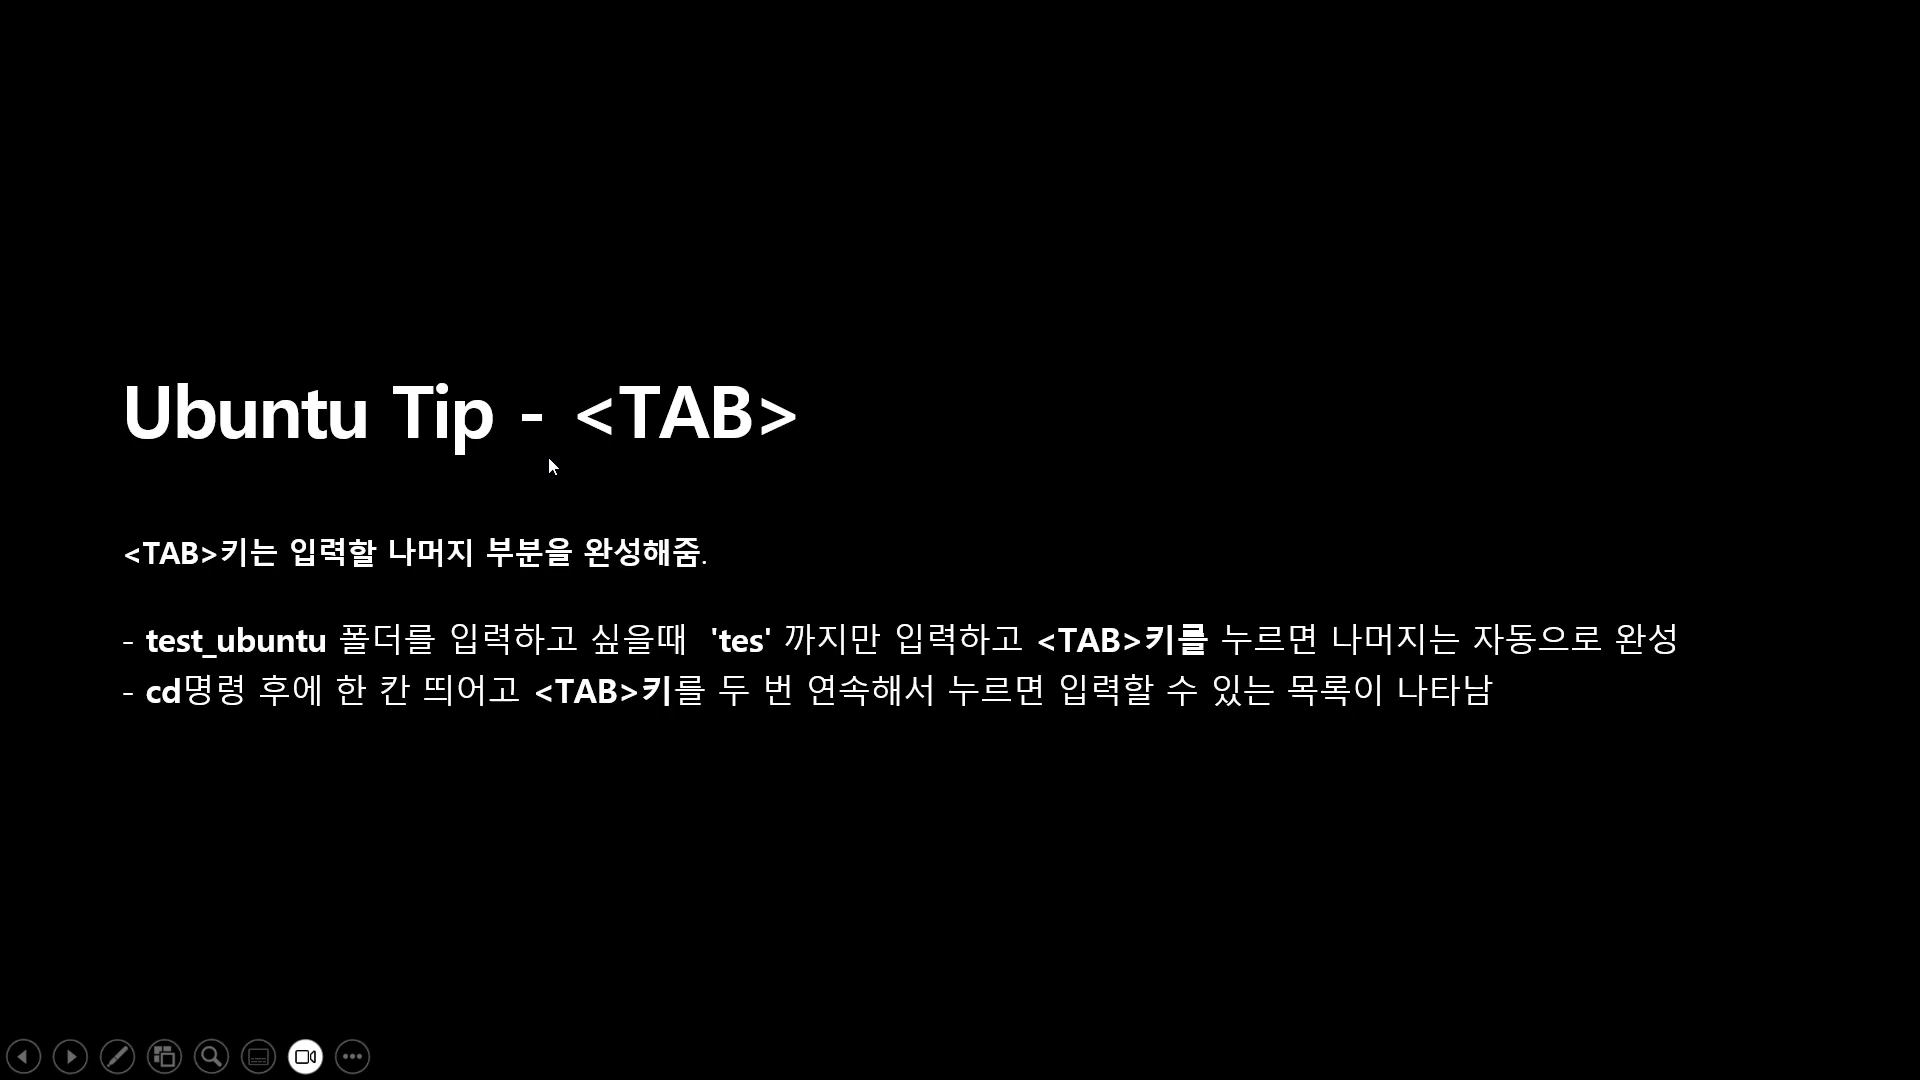 Ubuntu Tip - <TAB>
<TAB>키는 입력할 나머지 부분을 완성해줌.
- test_ubuntu 폴더를 입력하고 싶을때 'tes' 까지만 입력하고 <TAB>키를 누르면 나머지는 자동으로 완성
- cd명령 후에 한 칸 띄어고 <TAB>키를 두 번 연속해서 누르면 입력할 수 있는 목록이 나타남